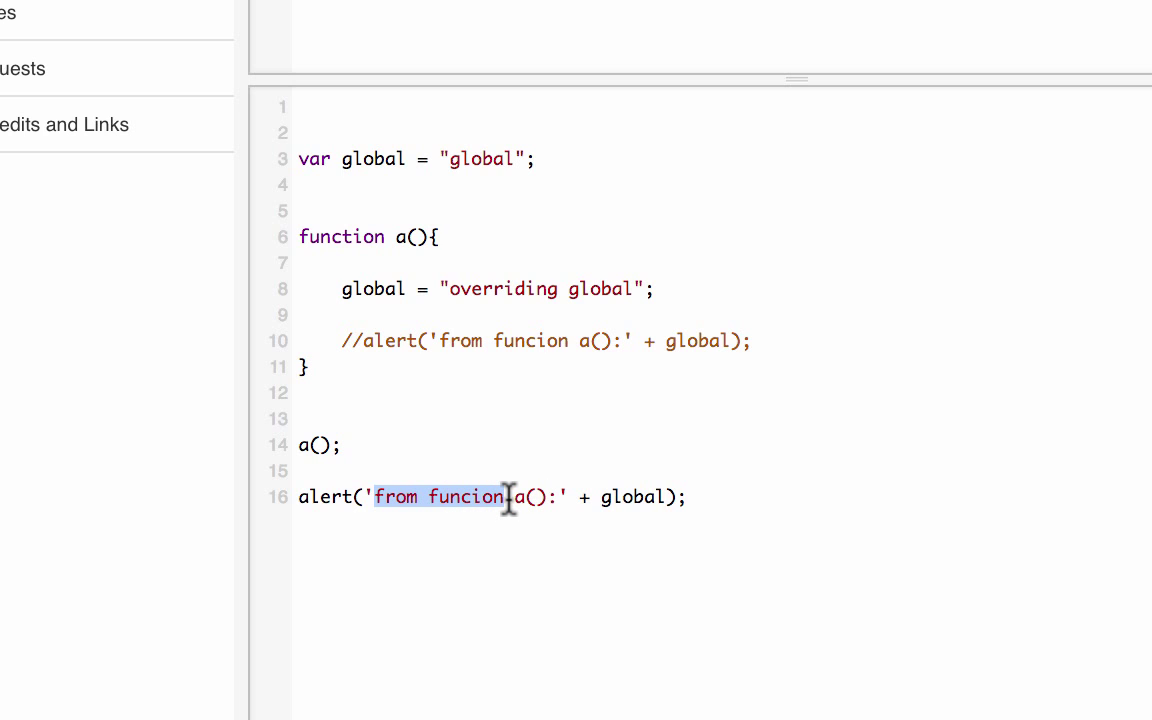 es
uests
edits and Links
1
2
3 var global = "global";
4
5
6 function a(){
7
8 global = "overriding global";
9
10 //alert('from funcion a():' + global);
11 }
12
13
14 a();
15
16 alert('from funcion a():' + global);